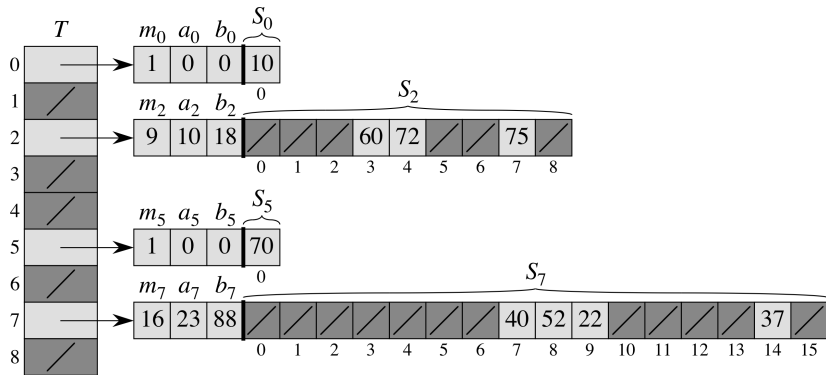 T
m₀ a₀ b₀ S₀
0 1 0 0 10
0
1
m₂ a₂ b₂ S₂
2 9 10 18 60 72 75
0 1 2 3 4 5 6 7 8
3
4
m₅ a₅ b₅ S₅
5 1 0 0 70
0
6
m₇ a₇ b₇ S₇
7 16 23 88 40 52 22 37
0 1 2 3 4 5 6 7 8 9 10 11 12 13 14 15
8